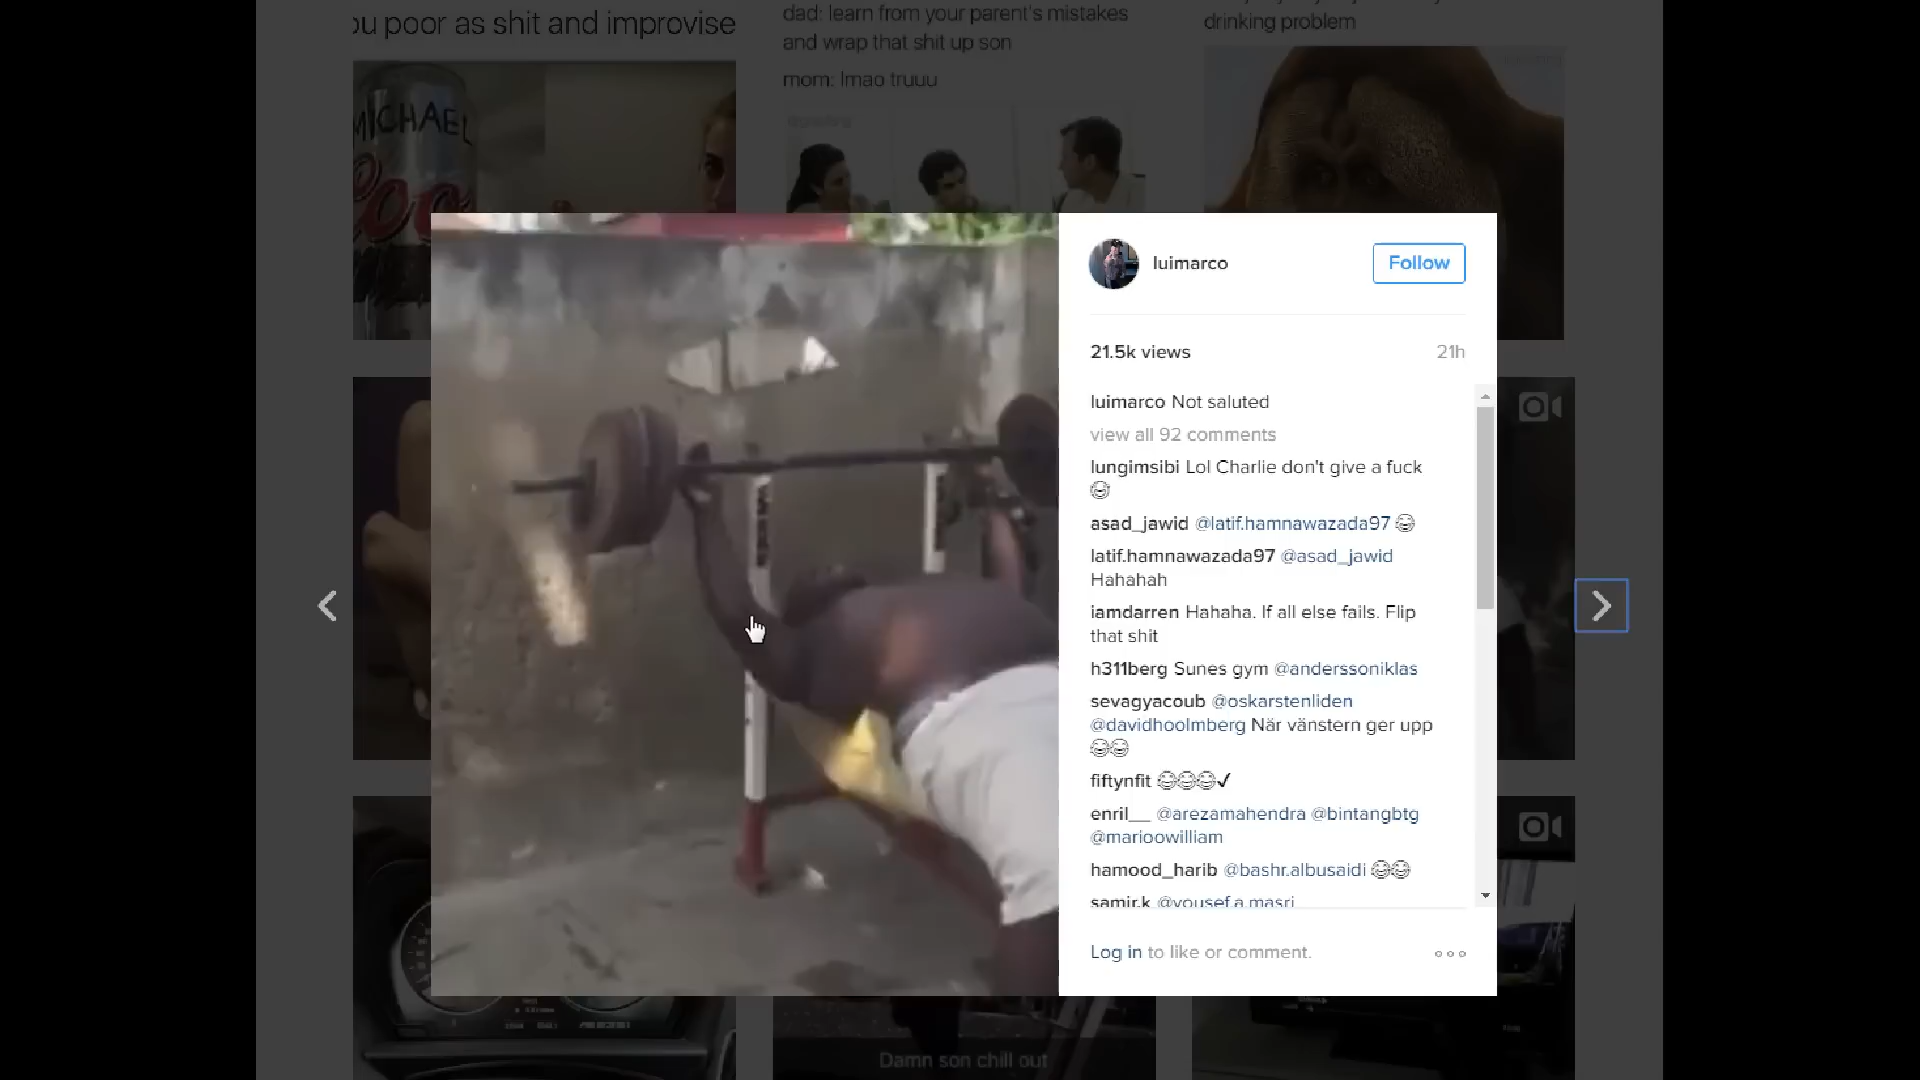 ou poor as shit and improvise
dad: learn from your parent's mistakes
and wrap that shit up son
mom: lmao truuu
drinking problem
MICHAEL
luimarco
Follow
21.5k views
21h
luimarco Not saluted
view all 92 comments
lungimsibi Lol Charlie don't give a fuck
😂
asad_jawid @latif.hamnawazada97 😂
latif.hamnawazada97 @asad_jawid
Hahahah
iamdarren Hahaha. If all else fails. Flip
that shit
h311berg Sunes gym @anderssoniklas
sevagyacoub @oskarstenliden
@davidhoolmberg När vänstern ger upp
😂😂
fiftynfit 😂😂😂✓
enril__ @arezamahendra @bintangbtg
@marioowilliam
hamood_harib @bashr.albusaidi 😂😂
samir.k @yousef.a.masri
Log in to like or comment.
Damn son chill out